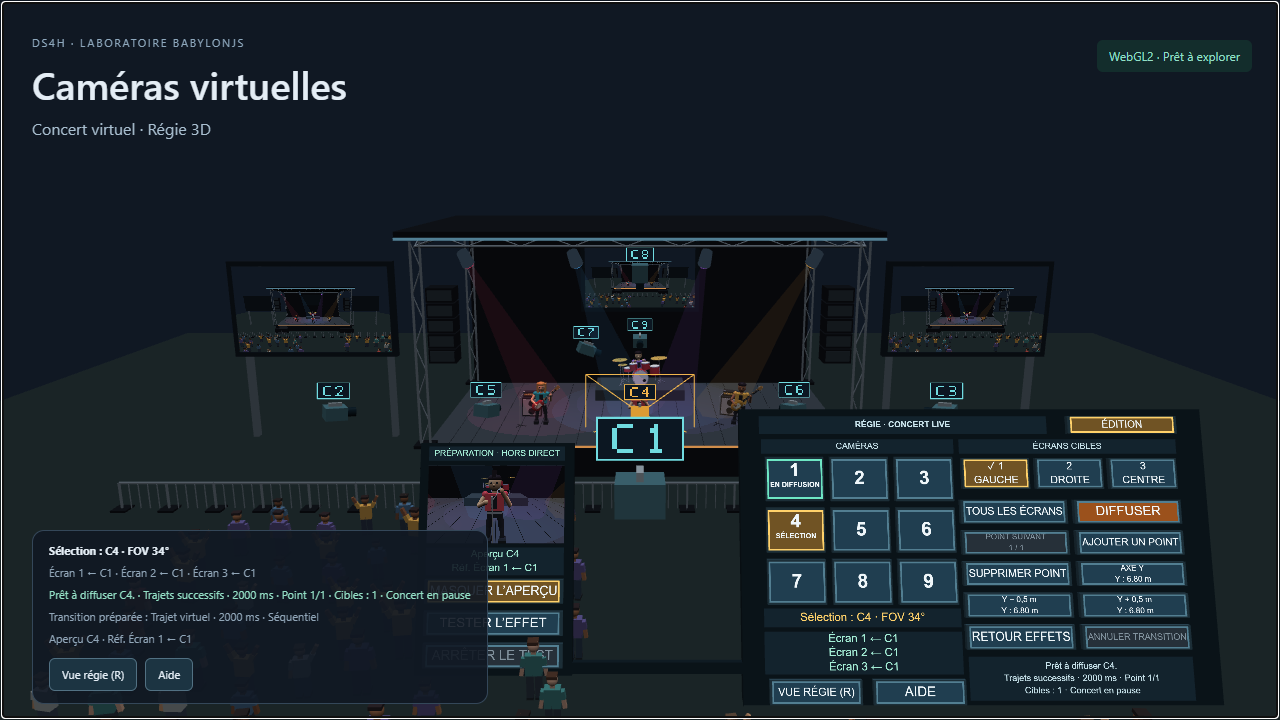 DS4H · LABORATOIRE BABYLONJS
Caméras virtuelles
Concert virtuel · Régie 3D
WebGL2 · Prêt à explorer
C8
C7
C9
C2
C5
C4
C6
C3
C1
PRÉPARATION · HORS DIRECT
Aperçu C4
Réf. Écran 1 ← C1
MASQUER L'APERÇU
TESTER L'EFFET
ARRÊTER LE TEST
Sélection : C4 · FOV 34°
Écran 1 ← C1 · Écran 2 ← C1 · Écran 3 ← C1
Prêt à diffuser C4. · Trajets successifs · 2000 ms · Point 1/1 · Cibles : 1 · Concert en pause
Transition préparée : Trajet virtuel · 2000 ms · Séquentiel
Aperçu C4 · Réf. Écran 1 ← C1
Vue régie (R)
Aide
RÉGIE · CONCERT LIVE
ÉDITION
CAMÉRAS
ÉCRANS CIBLES
1
EN DIFFUSION
2
3
4
SÉLECTION
5
6
7
8
9
✓ 1
GAUCHE
2
DROITE
3
CENTRE
TOUS LES ÉCRANS
DIFFUSER
POINT SUIVANT
1 / 1
AJOUTER UN POINT
SUPPRIMER POINT
AXE Y
Y : 6.80 m
Y − 0,5 m
Y : 6.80 m
Y + 0,5 m
Y : 6.80 m
RETOUR EFFETS
ANNULER TRANSITION
Sélection : C4 · FOV 34°
Écran 1 ← C1
Écran 2 ← C1
Écran 3 ← C1
VUE RÉGIE (R)
AIDE
Prêt à diffuser C4.
Trajets successifs · 2000 ms · Point 1/1
Cibles : 1 · Concert en pause